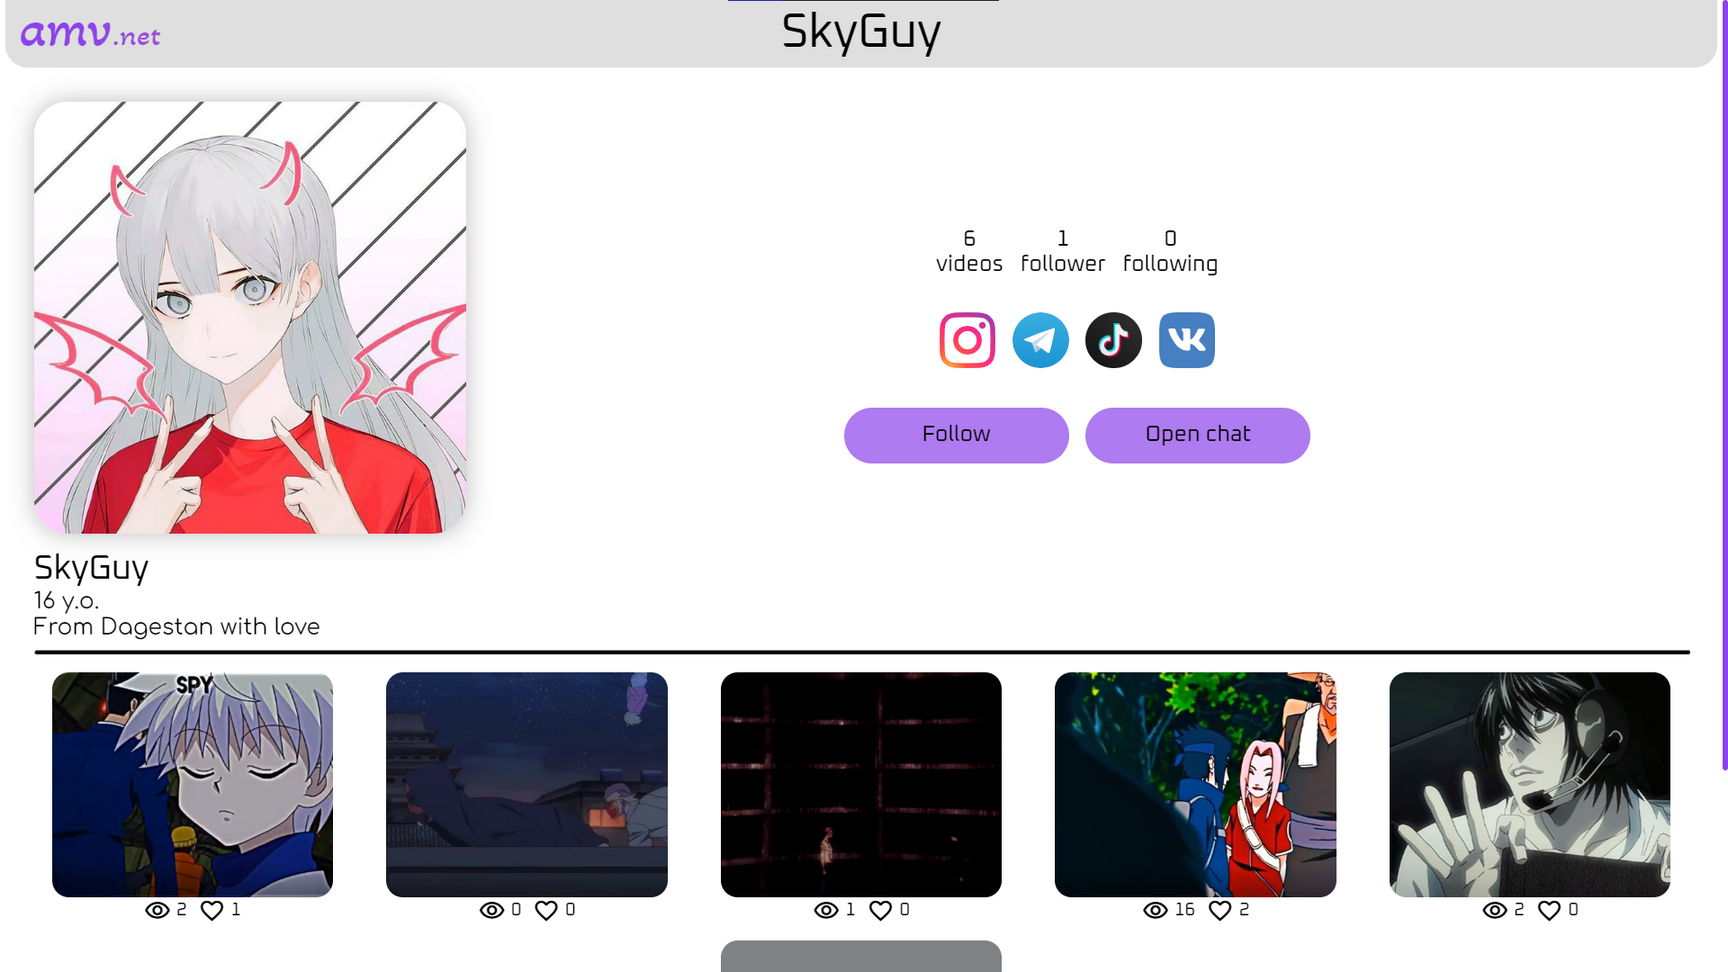 amv.net
SkyGuy
6 1 0
videos follower following
Follow Open chat
SkyGuy
16 y.o.
From Dagestan with love
SPY
2 1 0 0 1 0 16 2 2 0